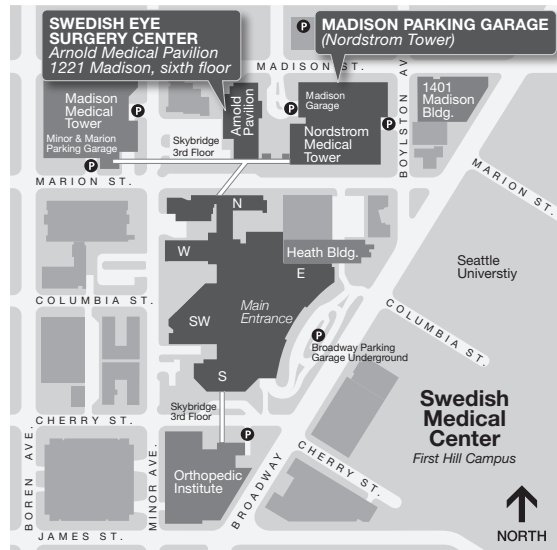 SWEDISH EYE
SURGERY CENTER
Arnold Medical Pavilion
1221 Madison, sixth floor
P
MADISON PARKING GARAGE
(Nordstrom Tower)
MADISON ST.
Madison
Medical
Tower
Minor & Marion
Parking Garage
P
P
Skybridge
3rd Floor
Arnold
Pavilion
P
Madison
Garage
Nordstrom
Medical
Tower
P
BOYLSTON AV
1401
Madison
Bldg.
MARION ST.
MARION ST.
N
W
Heath Bldg.
E
Seattle
Universtiy
COLUMBIA ST.
SW
Main
Entrance
COLUMBIA ST.
P
Broadway Parking
Garage Underground
S
Skybridge
3rd Floor
Swedish
Medical
Center
First Hill Campus
CHERRY ST.
P
CHERRY ST.
BOREN AVE.
MINOR AVE.
Orthopedic
Institute
BROADWAY
JAMES ST.
NORTH